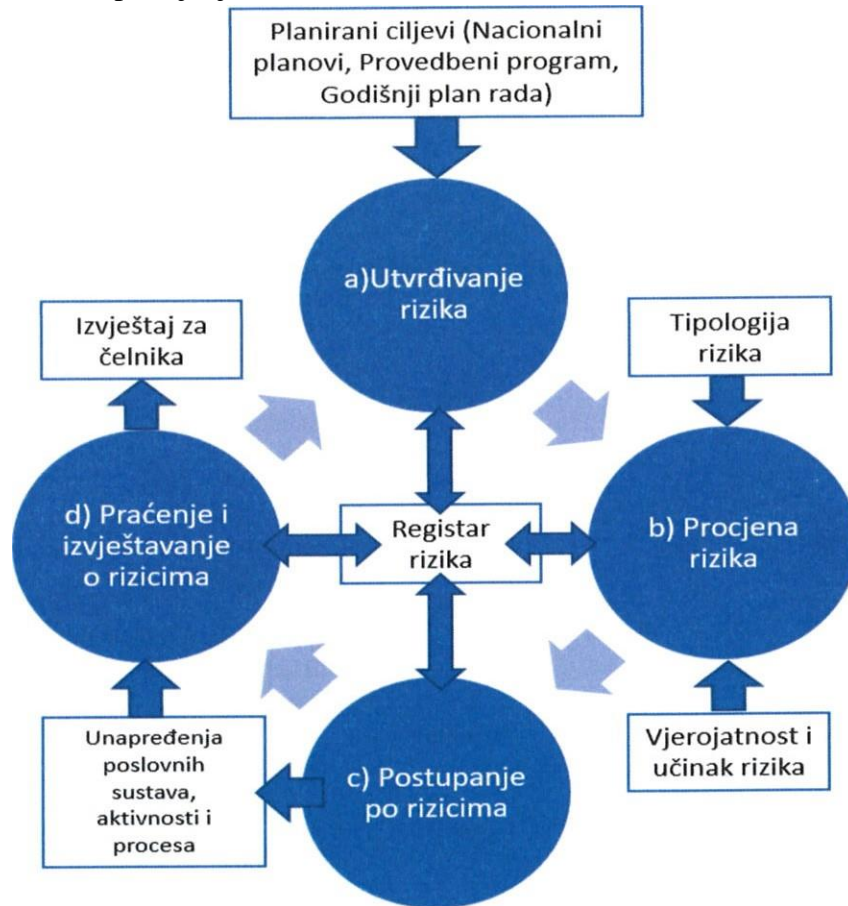 Planirani ciljevi (Nacionalni
planovi, Provedbeni program,
Godišnji plan rada)
a)Utvrđivanje
rizika
Izvještaj za
čelnika
Tipologija
rizika
d) Praćenje i
izvještavanje
o rizicima
Registar
rizika
b) Procjena
rizika
Unapređenja
poslovnih
sustava,
aktivnosti i
procesa
c) Postupanje
po rizicima
Vjerojatnost i
učinak rizika